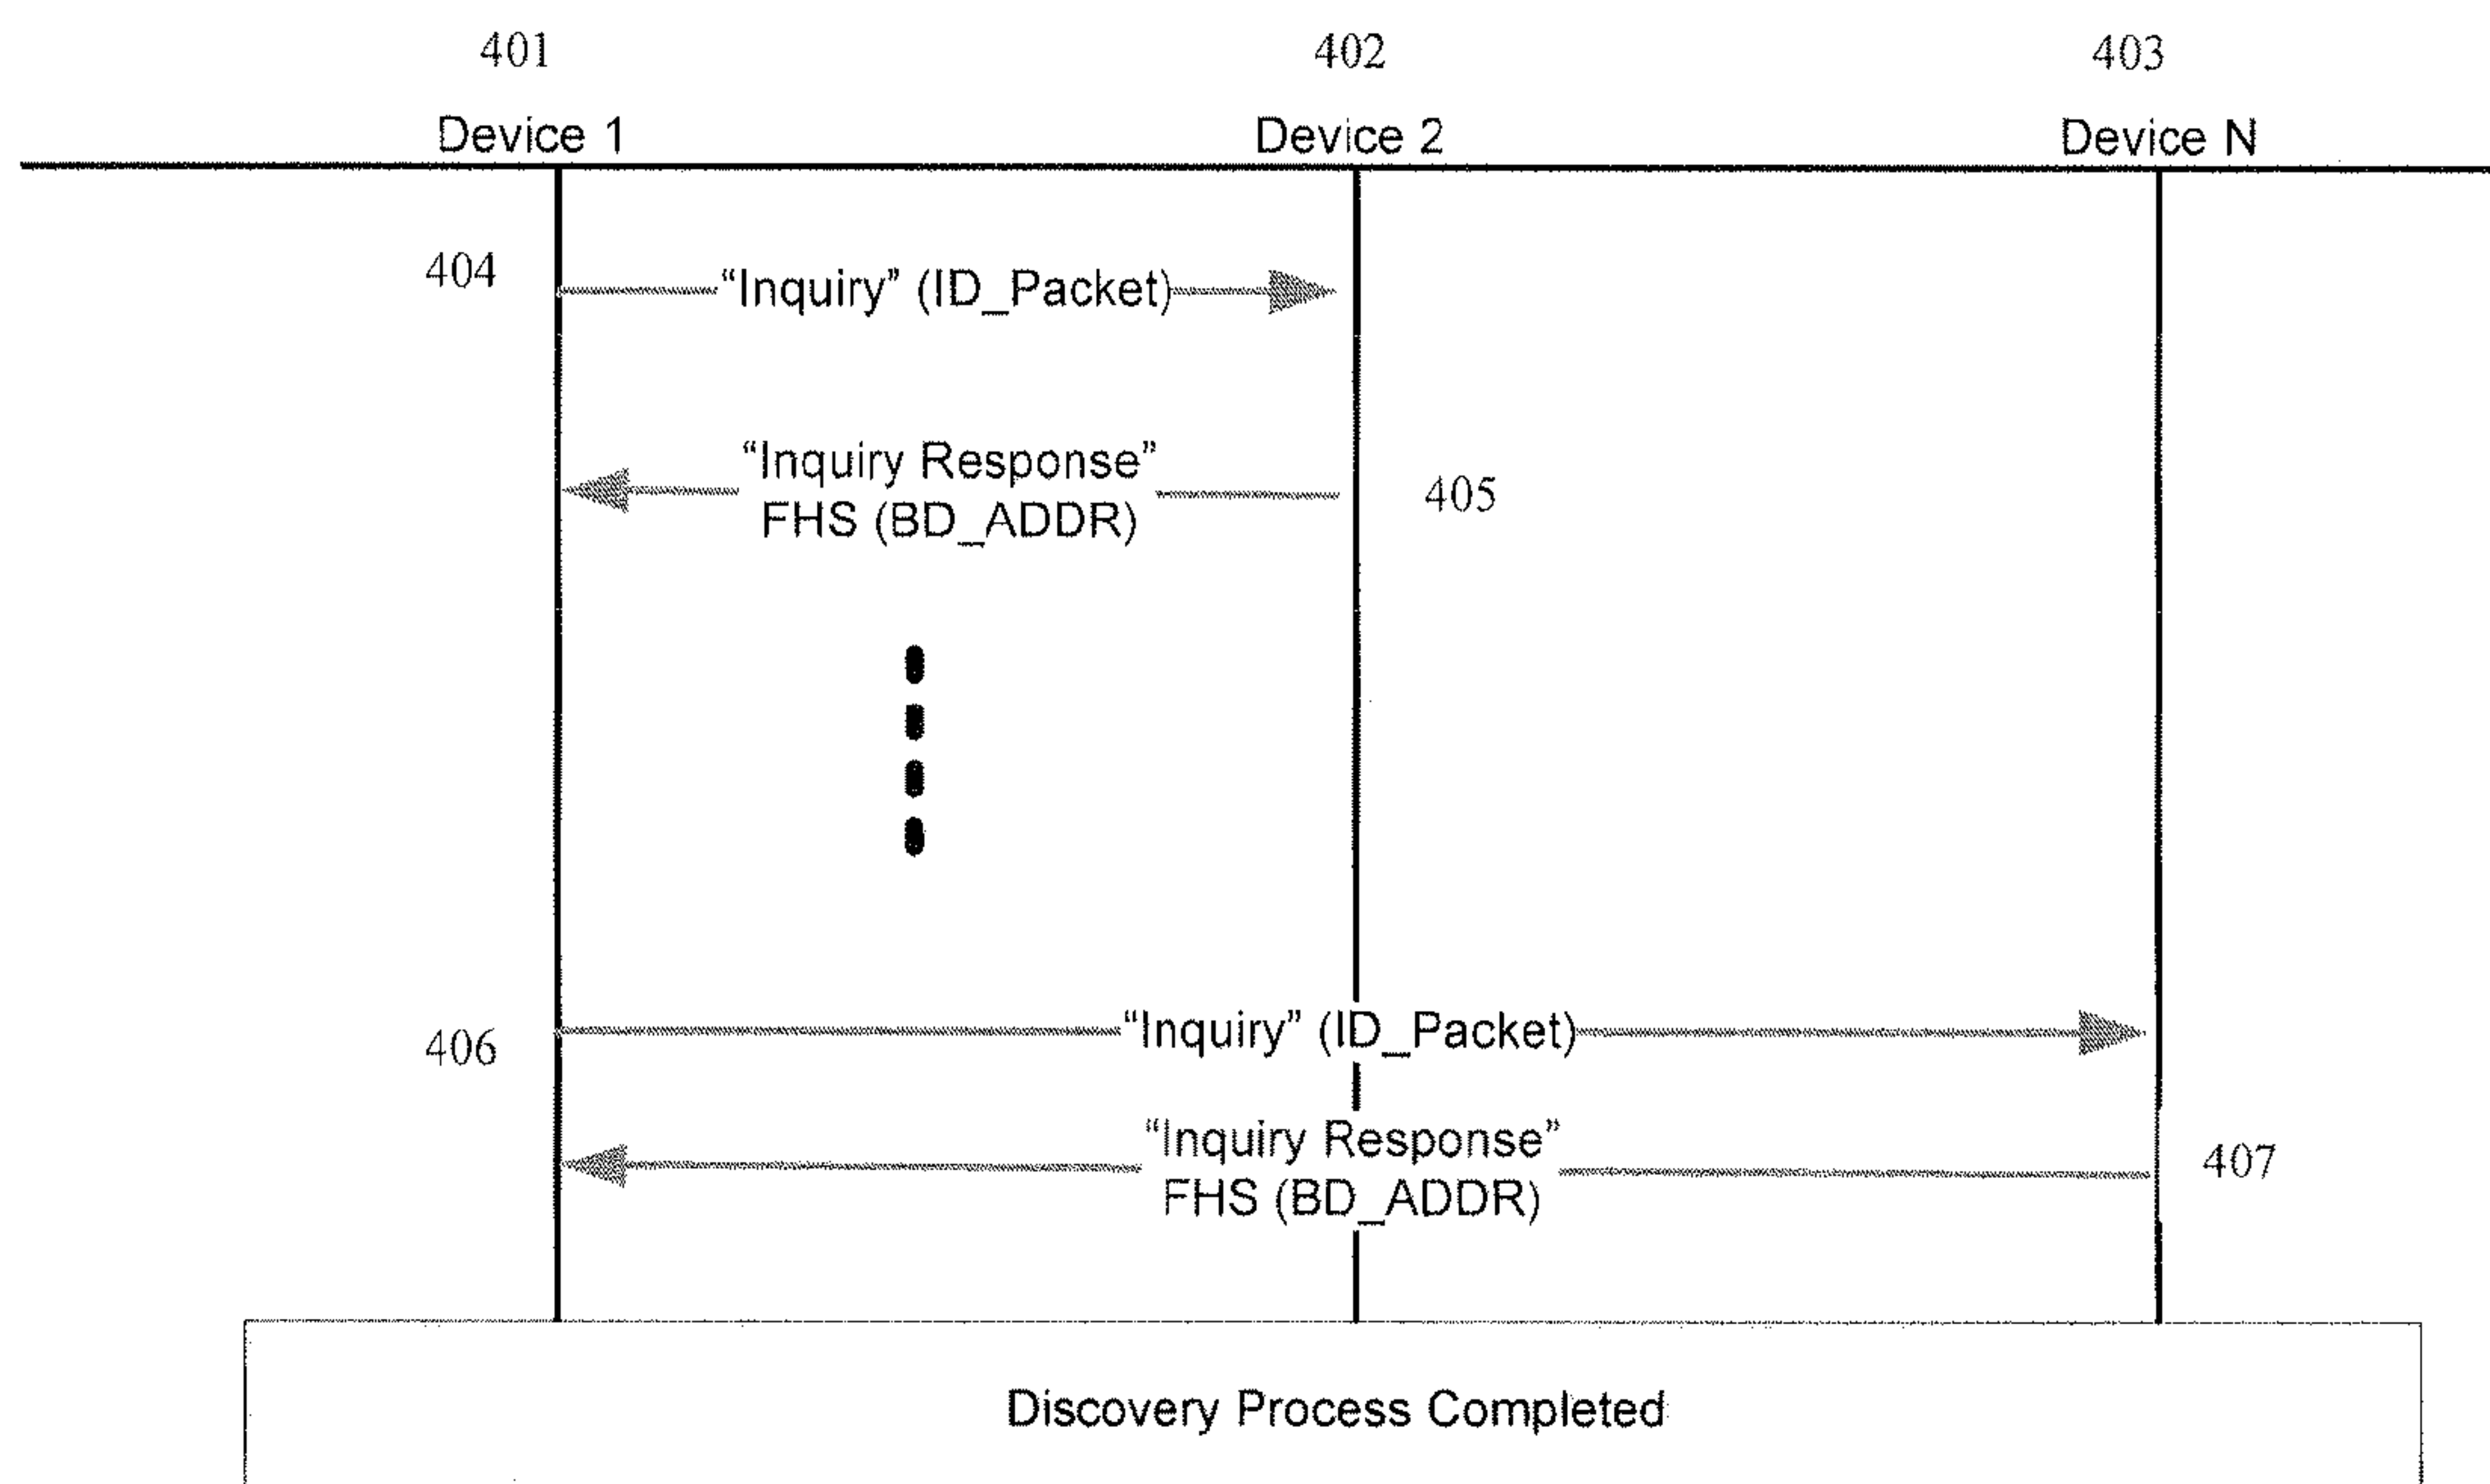 401
402
403
Device 1
Device 2
Device N
404
“Inquiry” (ID_Packet)
“Inquiry Response”
FHS (BD_ADDR)
405
406
“Inquiry” (ID_Packet)
“Inquiry Response”
FHS (BD_ADDR)
407
Discovery Process Completed